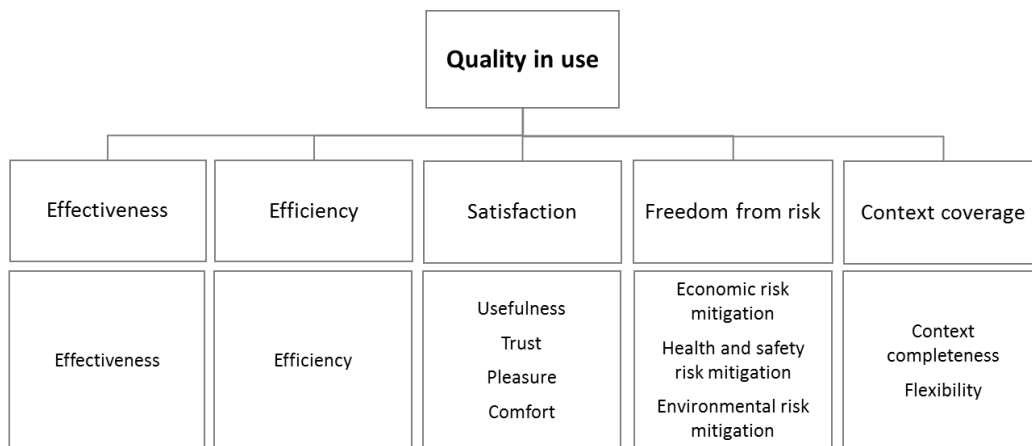 Quality in use
Effectiveness
Efficiency
Satisfaction
Freedom from risk
Context coverage
Effectiveness
Efficiency
Usefulness
Trust
Pleasure
Comfort
Economic risk
mitigation
Health and safety
risk mitigation
Environmental risk
mitigation
Context
completeness
Flexibility